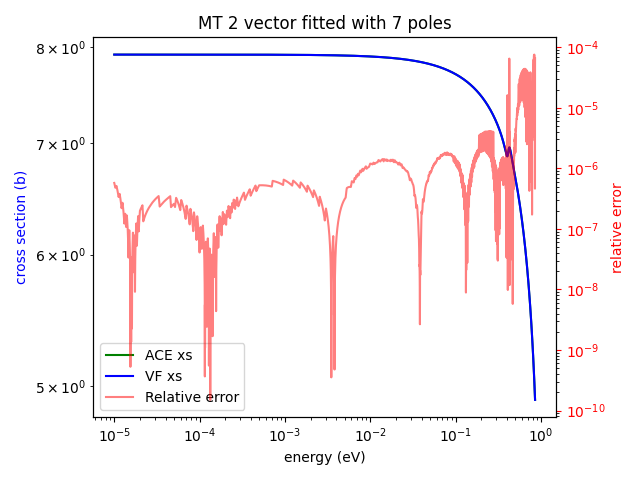 MT 2 vector fitted with 7 poles
8 × 10⁰
7 × 10⁰
6 × 10⁰
5 × 10⁰
cross section (b)
10⁻⁴
10⁻⁵
10⁻⁶
10⁻⁷
10⁻⁸
10⁻⁹
10⁻¹⁰
relative error
ACE xs
VF xs
Relative error
10⁻⁵
10⁻⁴
10⁻³
10⁻²
10⁻¹
10⁰
energy (eV)